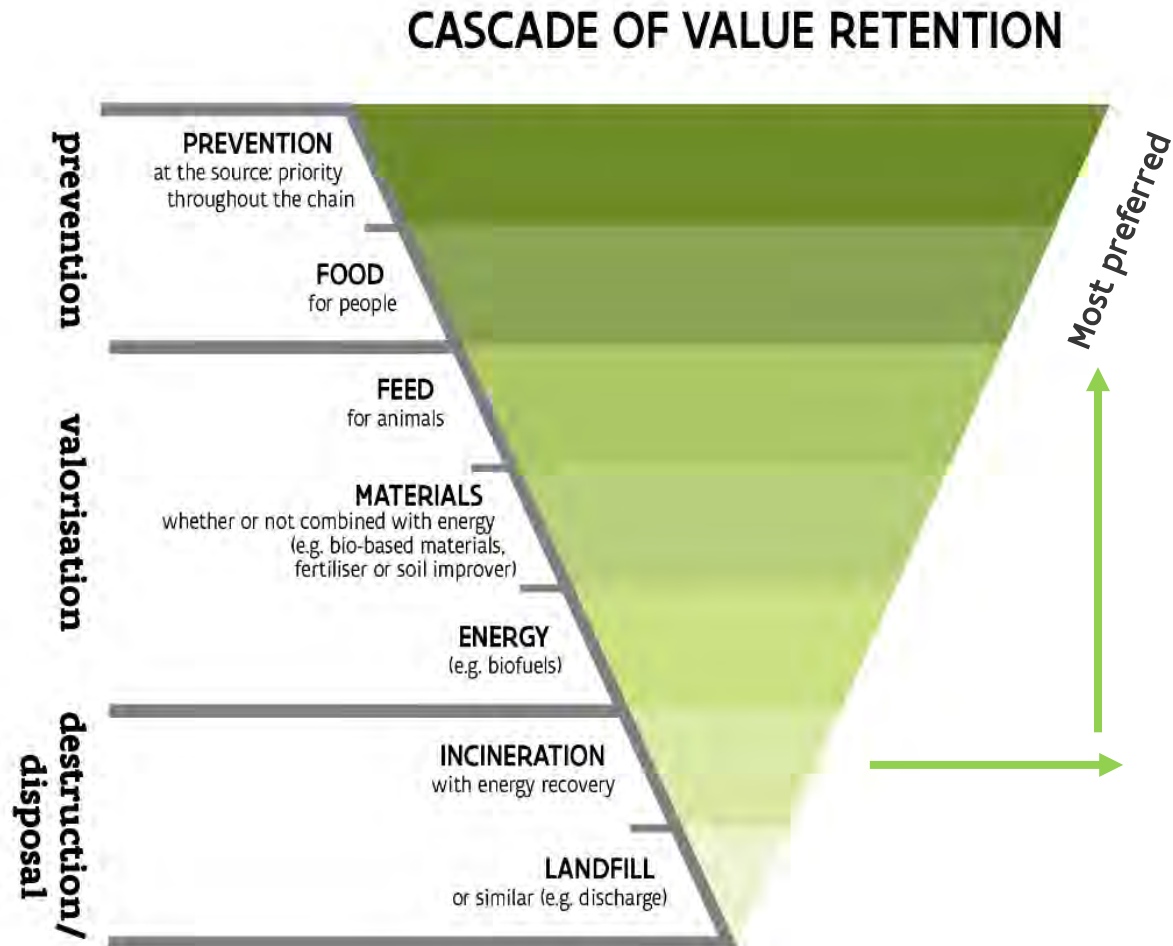 CASCADE OF VALUE RETENTION
prevention
PREVENTION
at the source: priority
throughout the chain
FOOD
for people
valorisation
FEED
for animals
MATERIALS
whether or not combined with energy
(e.g. bio-based materials,
fertiliser or soil improver)
ENERGY
(e.g. biofuels)
destruction/
disposal
INCINERATION
with energy recovery
LANDFILL
or similar (e.g. discharge)
Most preferred